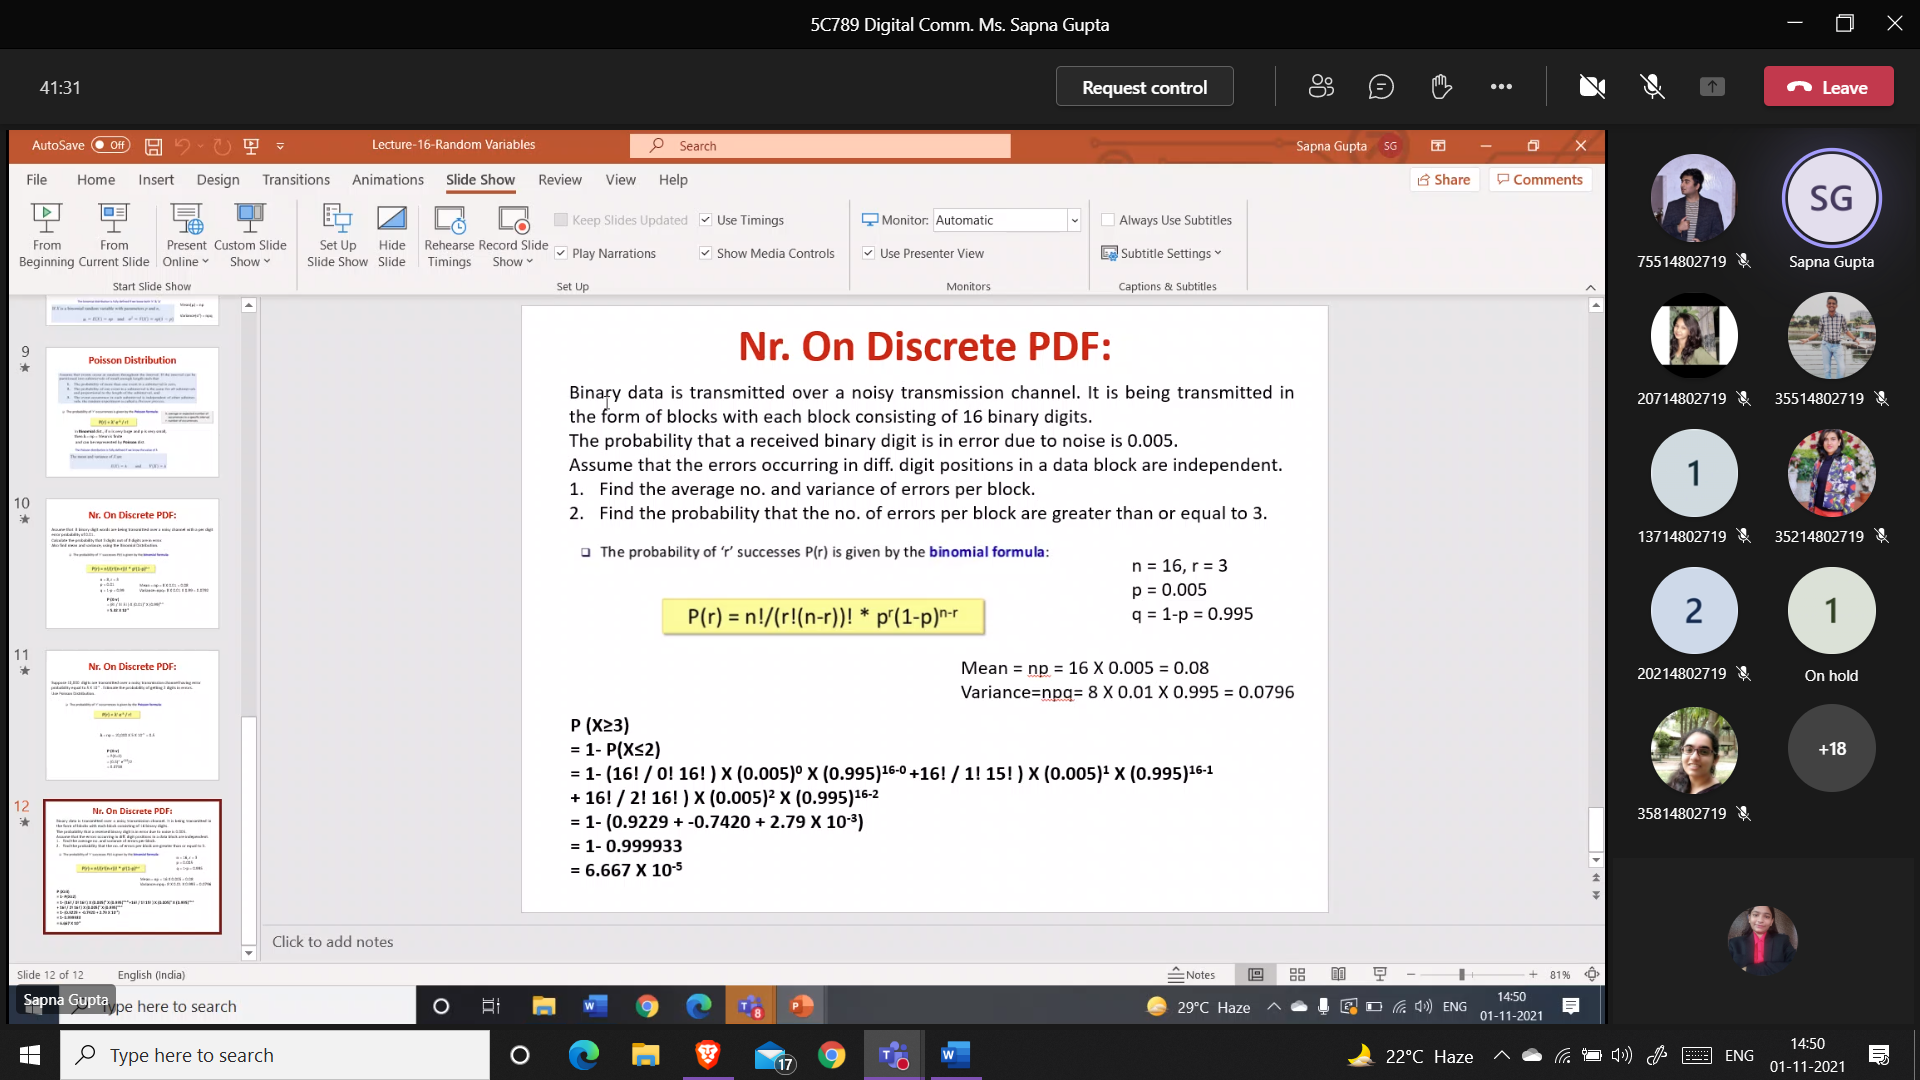 5C789 Digital Comm. Ms. Sapna Gupta
41:31
Request control
Leave
AutoSave Off
Lecture-16-Random Variables
Search
Sapna Gupta SG
File Home Insert Design Transitions Animations Slide Show Review View Help
Share Comments
From Beginning
From Current Slide
Present Online
Custom Slide Show
Set Up Slide Show
Hide Slide
Rehearse Timings
Record Slide Show
Keep Slides Updated
Play Narrations
Use Timings
Show Media Controls
Monitor: Automatic
Use Presenter View
Always Use Subtitles
Subtitle Settings
Start Slide Show
Set Up
Monitors
Captions & Subtitles
9
Poisson Distribution
10
Nr. On Discrete PDF:
11
Nr. On Discrete PDF:
12
Nr. On Discrete PDF:
Nr. On Discrete PDF:
Binary data is transmitted over a noisy transmission channel. It is being transmitted in
the form of blocks with each block consisting of 16 binary digits.
The probability that a received binary digit is in error due to noise is 0.005.
Assume that the errors occurring in diff. digit positions in a data block are independent.
1. Find the average no. and variance of errors per block.
2. Find the probability that the no. of errors per block are greater than or equal to 3.
❑ The probability of ‘r’ successes P(r) is given by the binomial formula:
n = 16, r = 3
p = 0.005
q = 1-p = 0.995
P(r) = n!/(r!(n-r))! * pʳ(1-p)ⁿ⁻ʳ
Mean = np = 16 X 0.005 = 0.08
Variance=npq= 8 X 0.01 X 0.995 = 0.0796
P (X≥3)
= 1- P(X≤2)
= 1- (16! / 0! 16! ) X (0.005)⁰ X (0.995)¹⁶⁻⁰ +16! / 1! 15! ) X (0.005)¹ X (0.995)¹⁶⁻¹
+ 16! / 2! 16! ) X (0.005)² X (0.995)¹⁶⁻²
= 1- (0.9229 + -0.7420 + 2.79 X 10⁻³)
= 1- 0.999933
= 6.667 X 10⁻⁵
Click to add notes
Slide 12 of 12
English (India)
Notes
81%
Sapna Gupta
Type here to search
8
29°C Haze
ENG
14:50
01-11-2021
75514802719
SG
Sapna Gupta
20714802719
35514802719
1
13714802719
35214802719
2
20214802719
1
On hold
35814802719
+18
Type here to search
17
22°C Haze
ENG
14:50
01-11-2021